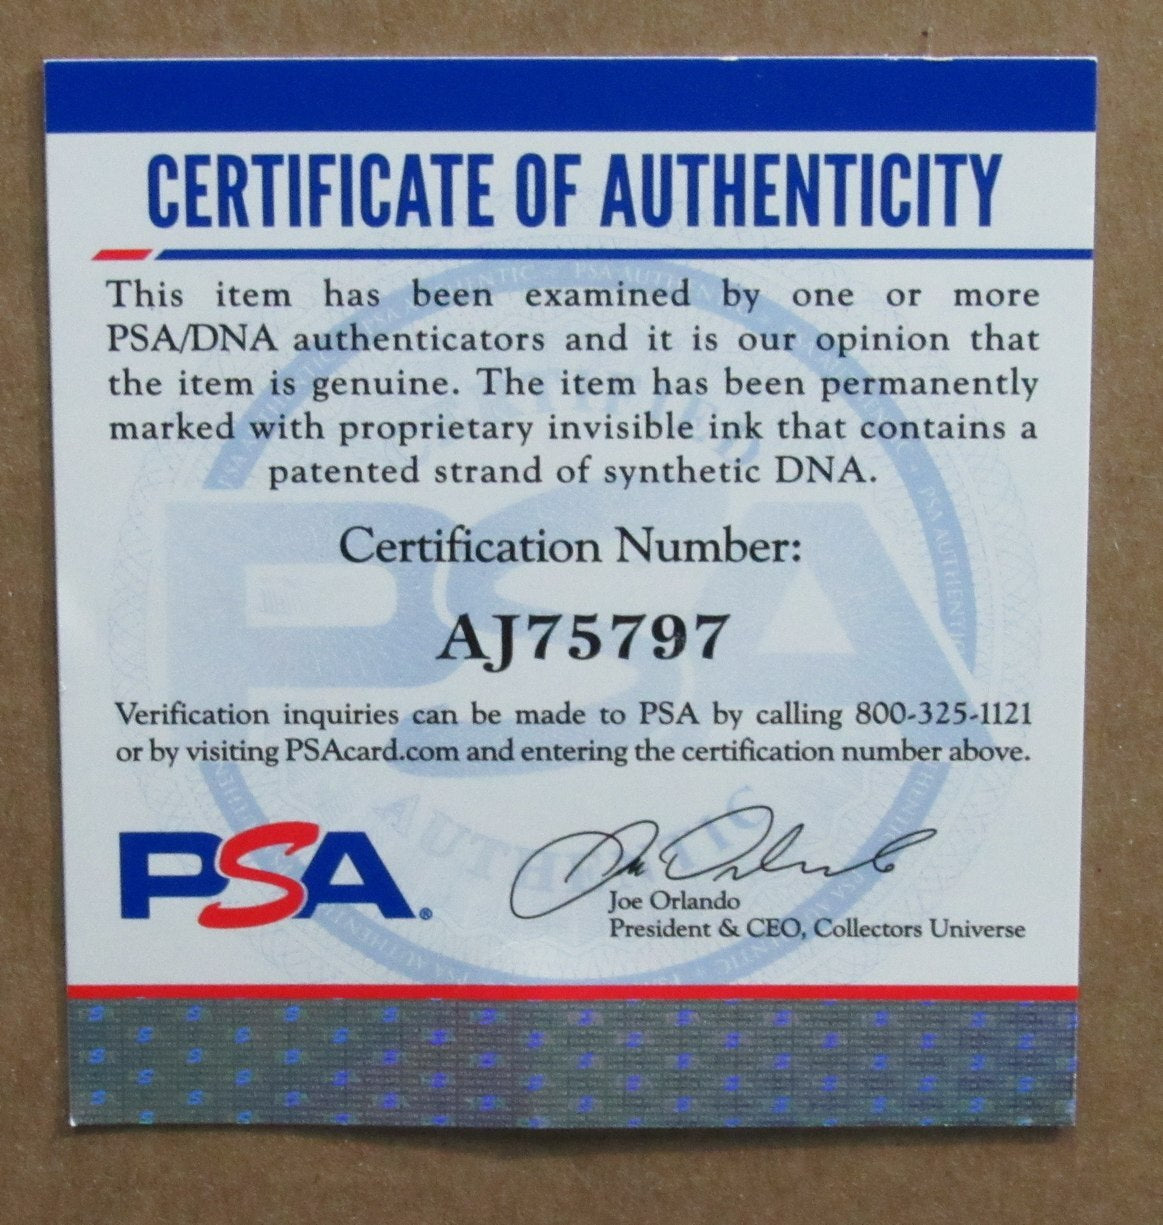 CERTIFICATE OF AUTHENTICITY
This item has been examined by one or more
PSA/DNA authenticators and it is our opinion that
the item is genuine. The item has been permanently
marked with proprietary invisible ink that contains a
patented strand of synthetic DNA.
Certification Number:
AJ75797
Verification inquiries can be made to PSA by calling 800-325-1121
or by visiting PSAcard.com and entering the certification number above.
PSA®
Joe Orlando
Joe Orlando
President & CEO, Collectors Universe